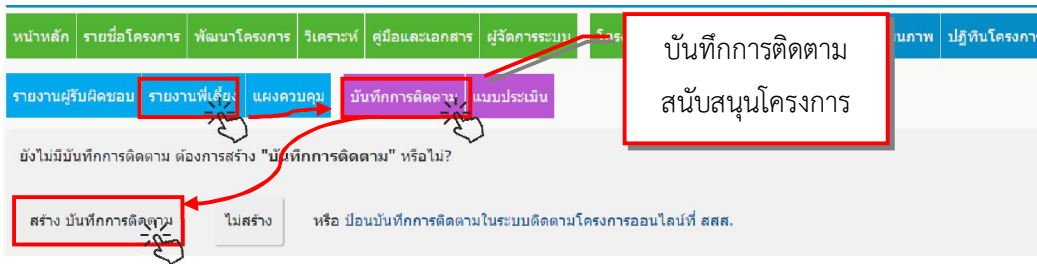 หน้าหลัก รายชื่อโครงการ พัฒนาโครงการ วิเคราะห์ คู่มือและเอกสาร ผู้จัดการระบบ ปฏิทินโครงการ
บันทึกการติดตาม
สนับสนุนโครงการ
รายงานผู้รับผิดชอบ รายงานพี่เลี้ยง แผงควบคุม บันทึกการติดตาม แบบประเมิน
ยังไม่มีบันทึกการติดตาม ต้องการสร้าง "บันทึกการติดตาม" หรือไม่?
สร้าง บันทึกการติดตาม ไม่สร้าง หรือ ป้อนบันทึกการติดตามในระบบติดตามโครงการออนไลน์ที่ สสส.